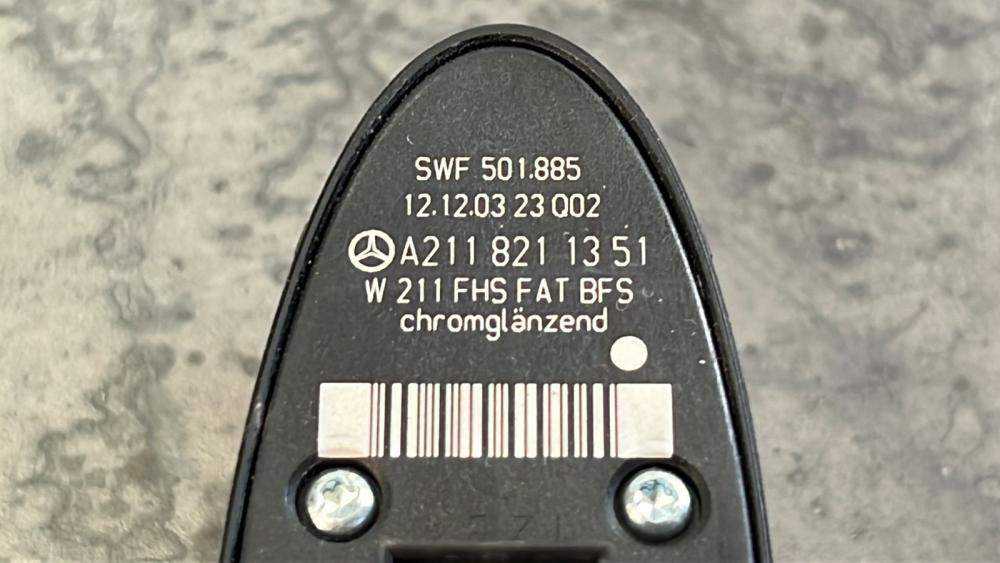 SWF 501.885
12.12.03 23 Q02
A211 821 13 51
W 211 FHS FAT BFS
chromglänzend